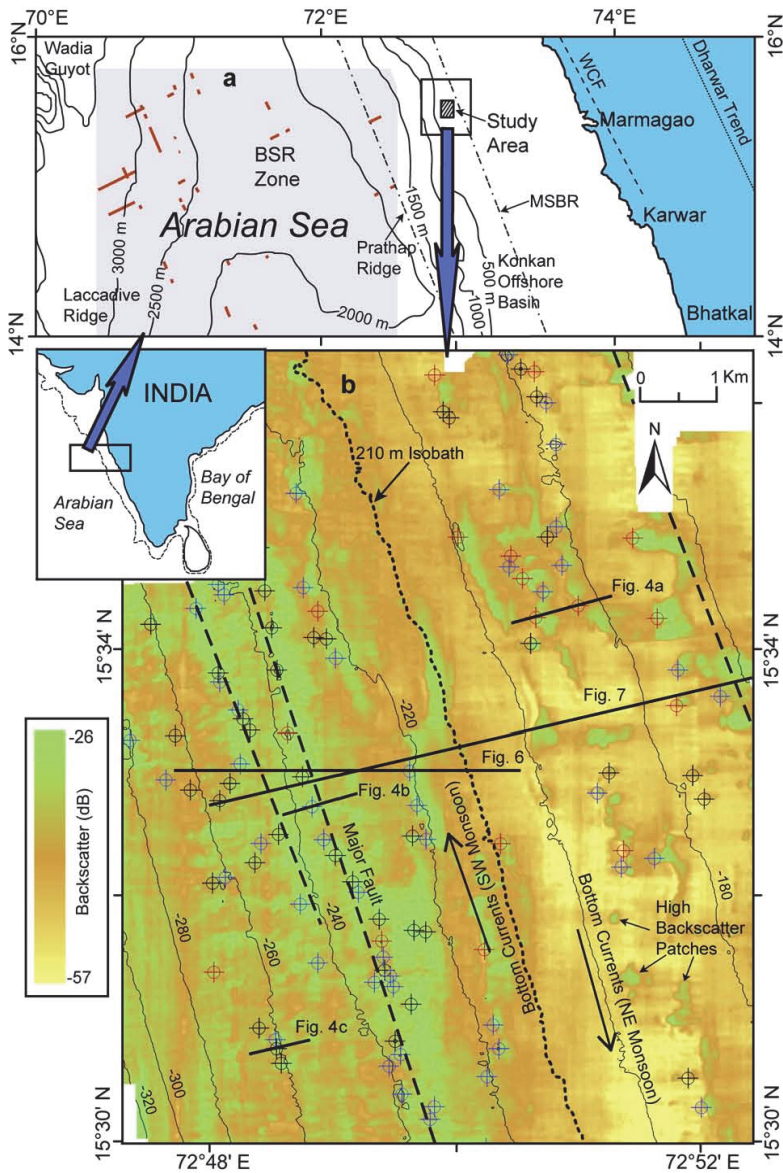 70°E
72°E
74°E
16°N
16°N
Wadia
Guyot
a
WCF
Dharwar Trend
Study
Area
Marmagao
BSR
Zone
MSBR
Arabian Sea
1500 m
Karwar
Prathap
Ridge
3000 m
2500 m
500 m
Konkan
Offshore
Basin
1000
Laccadive
Ridge
2000 m
Bhatkal
14°N
14°N
INDIA
b
0
1 Km
N
210 m Isobath
Bay of
Bengal
Arabian
Sea
Fig. 4a
15°34' N
15°34' N
Fig. 7
-220
Fig. 6
-26
Fig. 4b
Backscatter (dB)
Major Fault
Bottom Currents (SW Monsoon)
-180
-240
Bottom Currents (NE Monsoon)
High
Backscatter
Patches
-280
-260
-57
Fig. 4c
-300
-320
15°30' N
15°30' N
72°48' E
72°52' E